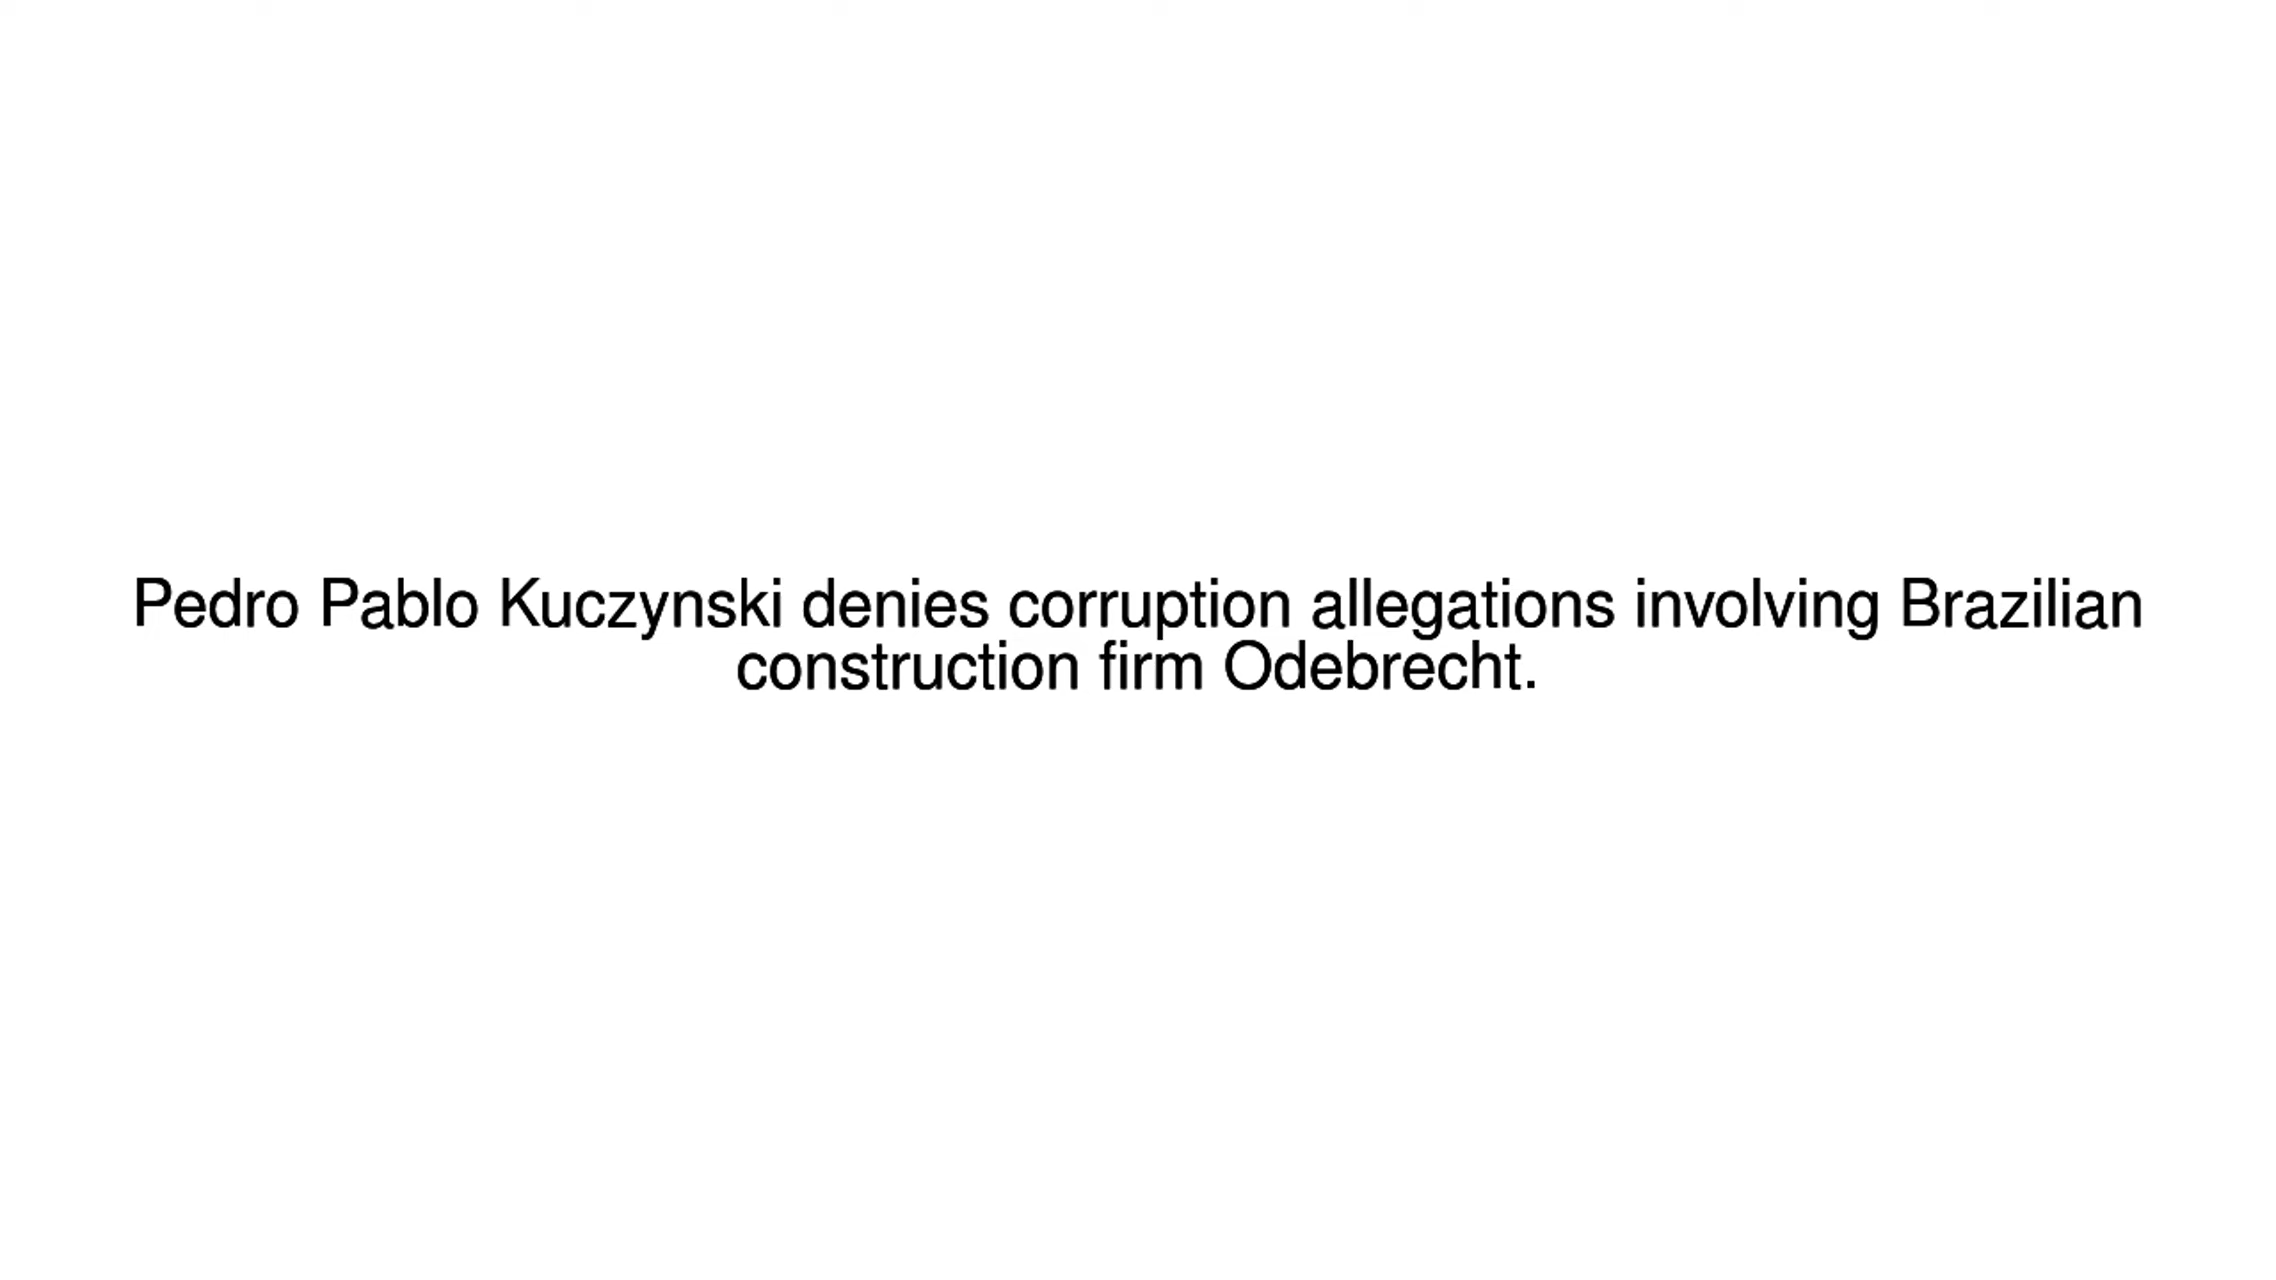 Pedro Pablo Kuczynski denies corruption allegations involving Brazilian
construction firm Odebrecht.